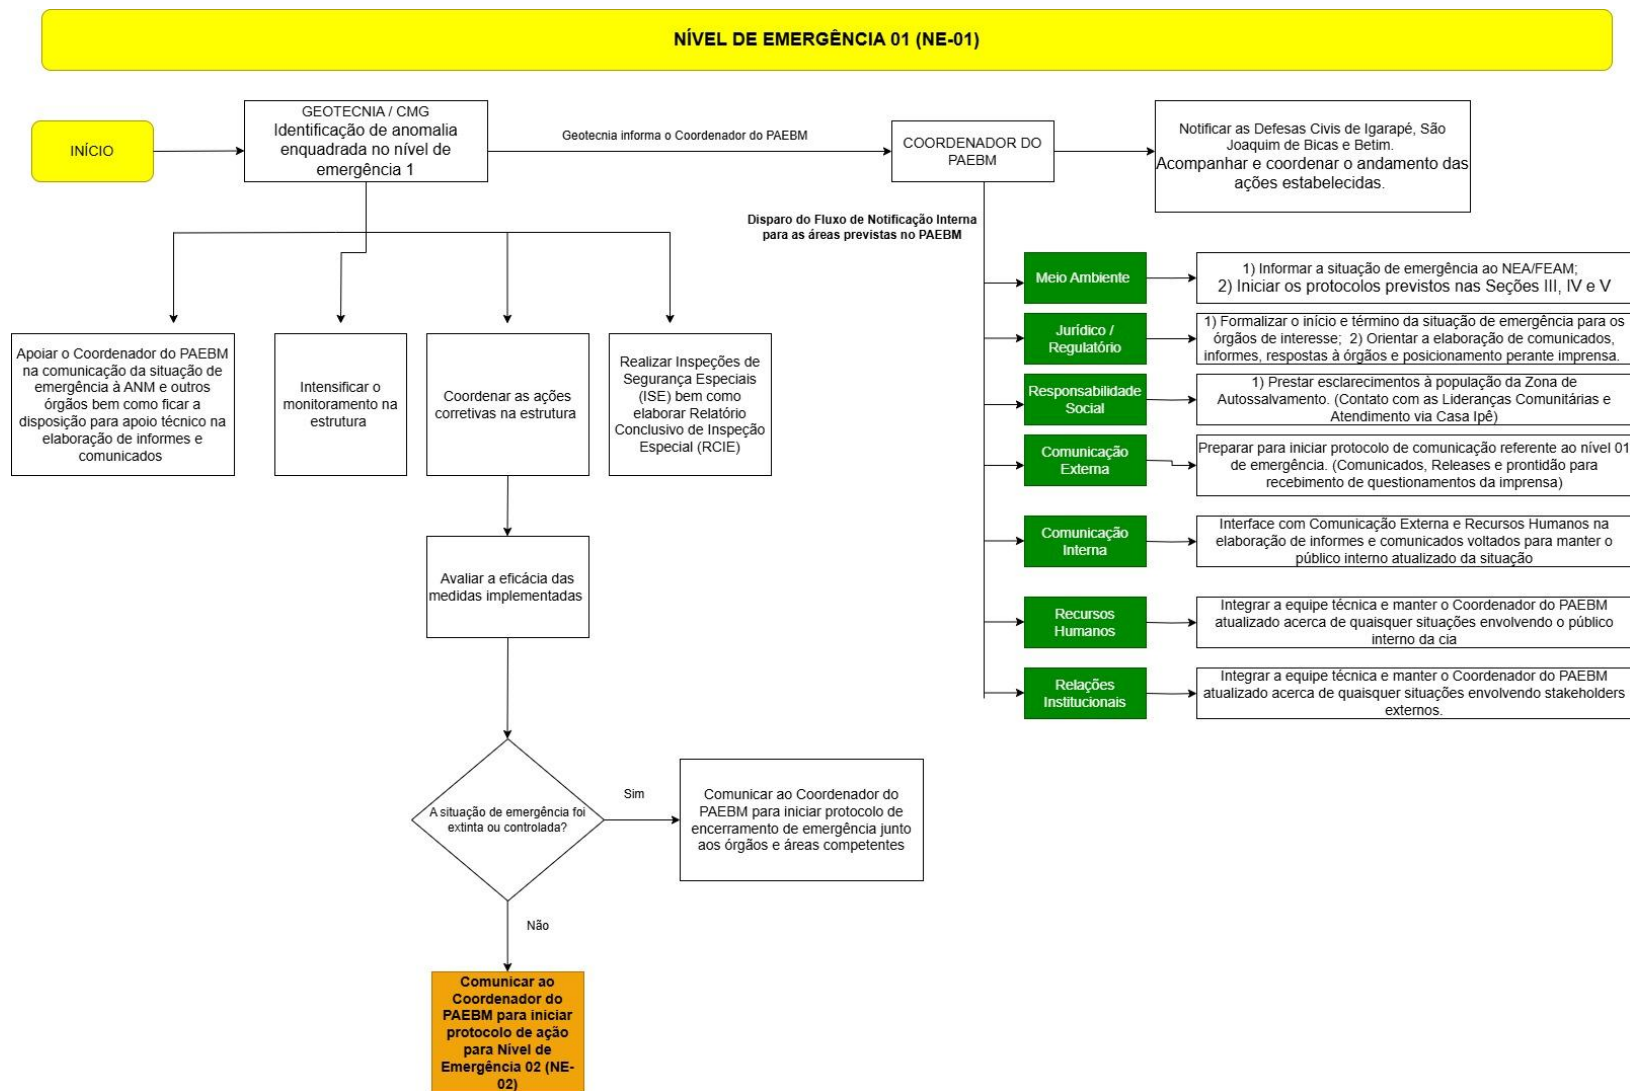 NÍVEL DE EMERGÊNCIA 01 (NE-01)
INÍCIO
GEOTECNIA / CMG
Identificação de anomalia
enquadrada no nível de
emergência 1
Geotecnia informa o Coordenador do PAEBM
COORDENADOR DO
PAEBM
Notificar as Defesas Civis de Igarapé, São
Joaquim de Bicas e Betim.
Acompanhar e coordenar o andamento das
ações estabelecidas.
Disparo do Fluxo de Notificação Interna
para as áreas previstas no PAEBM
Meio Ambiente
1) Informar a situação de emergência ao NEA/FEAM;
2) Iniciar os protocolos previstos nas Seções III, IV e V
Jurídico /
Regulatório
1) Formalizar o início e término da situação de emergência para os
órgãos de interesse; 2) Orientar a elaboração de comunicados,
informes, respostas à órgãos e posicionamento perante imprensa.
Responsabilidade
Social
1) Prestar esclarecimentos à população da Zona de
Autossalvamento. (Contato com as Lideranças Comunitárias e
Atendimento via Casa Ipê)
Comunicação
Externa
Preparar para iniciar protocolo de comunicação referente ao nível 01
de emergência. (Comunicados, Releases e prontidão para
recebimento de questionamentos da imprensa)
Comunicação
Interna
Interface com Comunicação Externa e Recursos Humanos na
elaboração de informes e comunicados voltados para manter o
público interno atualizado da situação
Recursos
Humanos
Integrar a equipe técnica e manter o Coordenador do PAEBM
atualizado acerca de quaisquer situações envolvendo o público
interno da cia
Relações
Institucionais
Integrar a equipe técnica e manter o Coordenador do PAEBM
atualizado acerca de quaisquer situações envolvendo stakeholders
externos.
Apoiar o Coordenador do PAEBM
na comunicação da situação de
emergência à ANM e outros
órgãos bem como ficar a
disposição para apoio técnico na
elaboração de informes e
comunicados
Intensificar o
monitoramento na
estrutura
Coordenar as ações
corretivas na estrutura
Realizar Inspeções de
Segurança Especiais
(ISE) bem como
elaborar Relatório
Conclusivo de Inspeção
Especial (RCIE)
Avaliar a eficácia das
medidas implementadas
A situação de emergência foi
extinta ou controlada?
Sim
Comunicar ao Coordenador do
PAEBM para iniciar protocolo de
encerramento de emergência junto
aos órgãos e áreas competentes
Não
Comunicar ao
Coordenador do
PAEBM para iniciar
protocolo de ação
para Nível de
Emergência 02 (NE-
02)